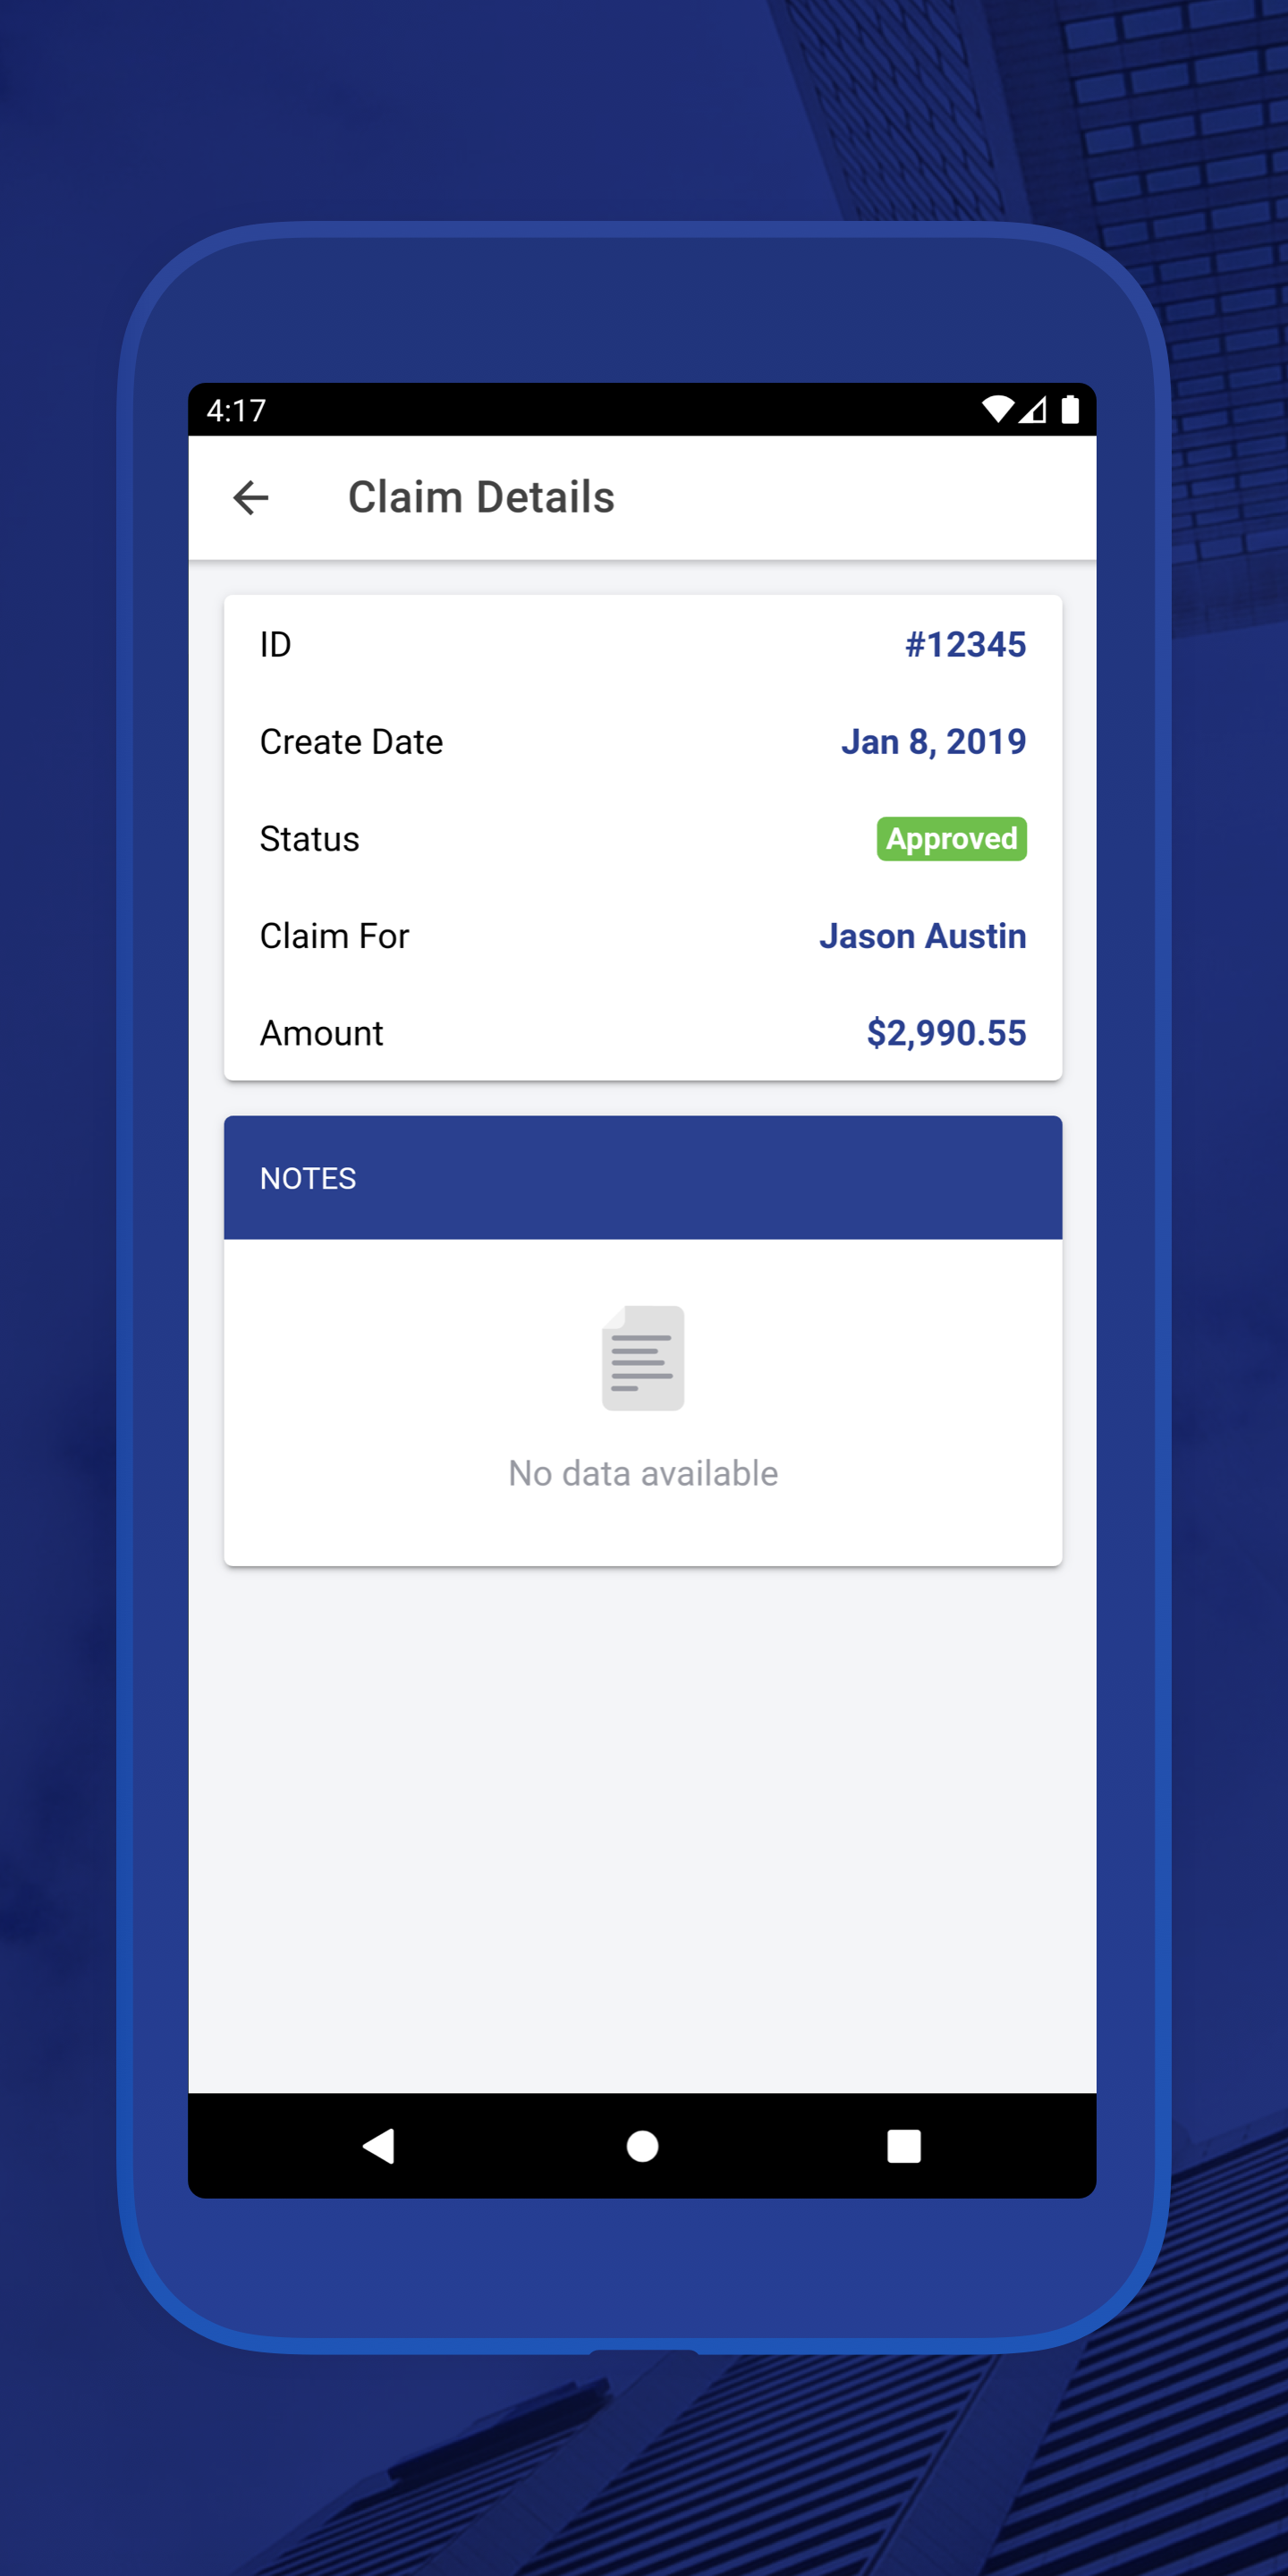 4:17
Claim Details
ID #12345
Create Date Jan 8, 2019
Status Approved
Claim For Jason Austin
Amount $2,990.55
NOTES
No data available